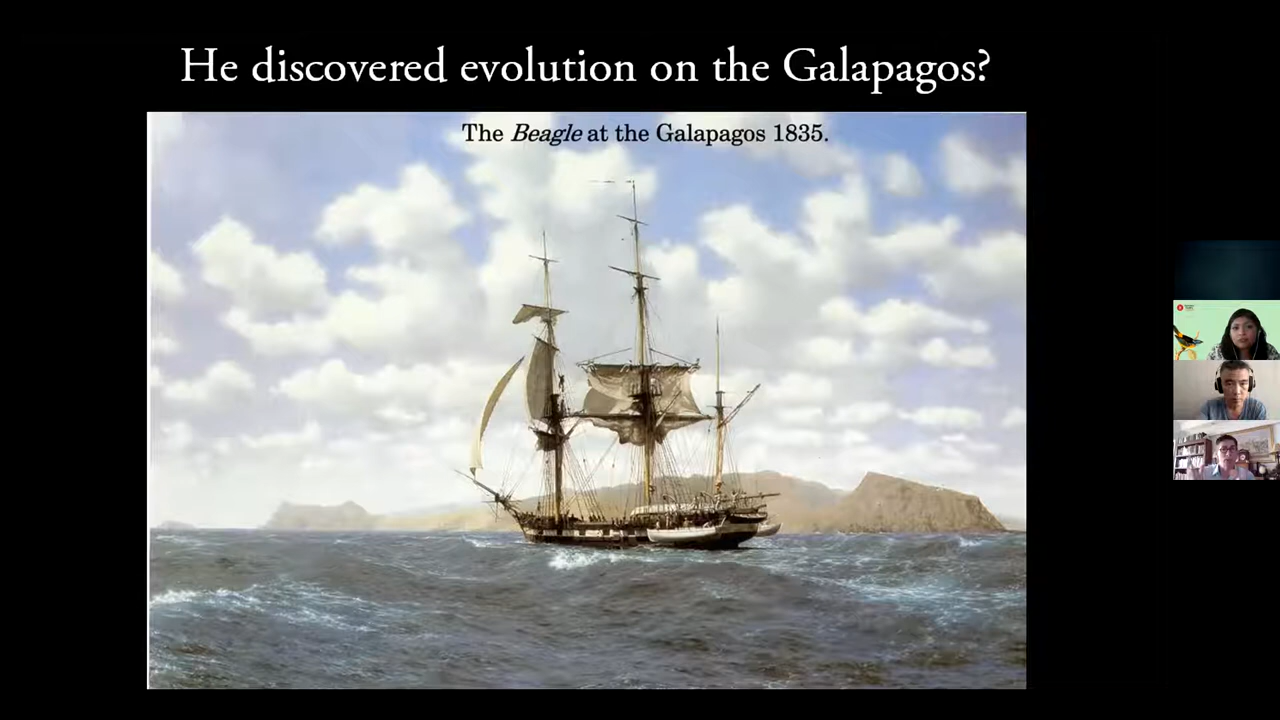 He discovered evolution on the Galapagos?
The Beagle at the Galapagos 1835.